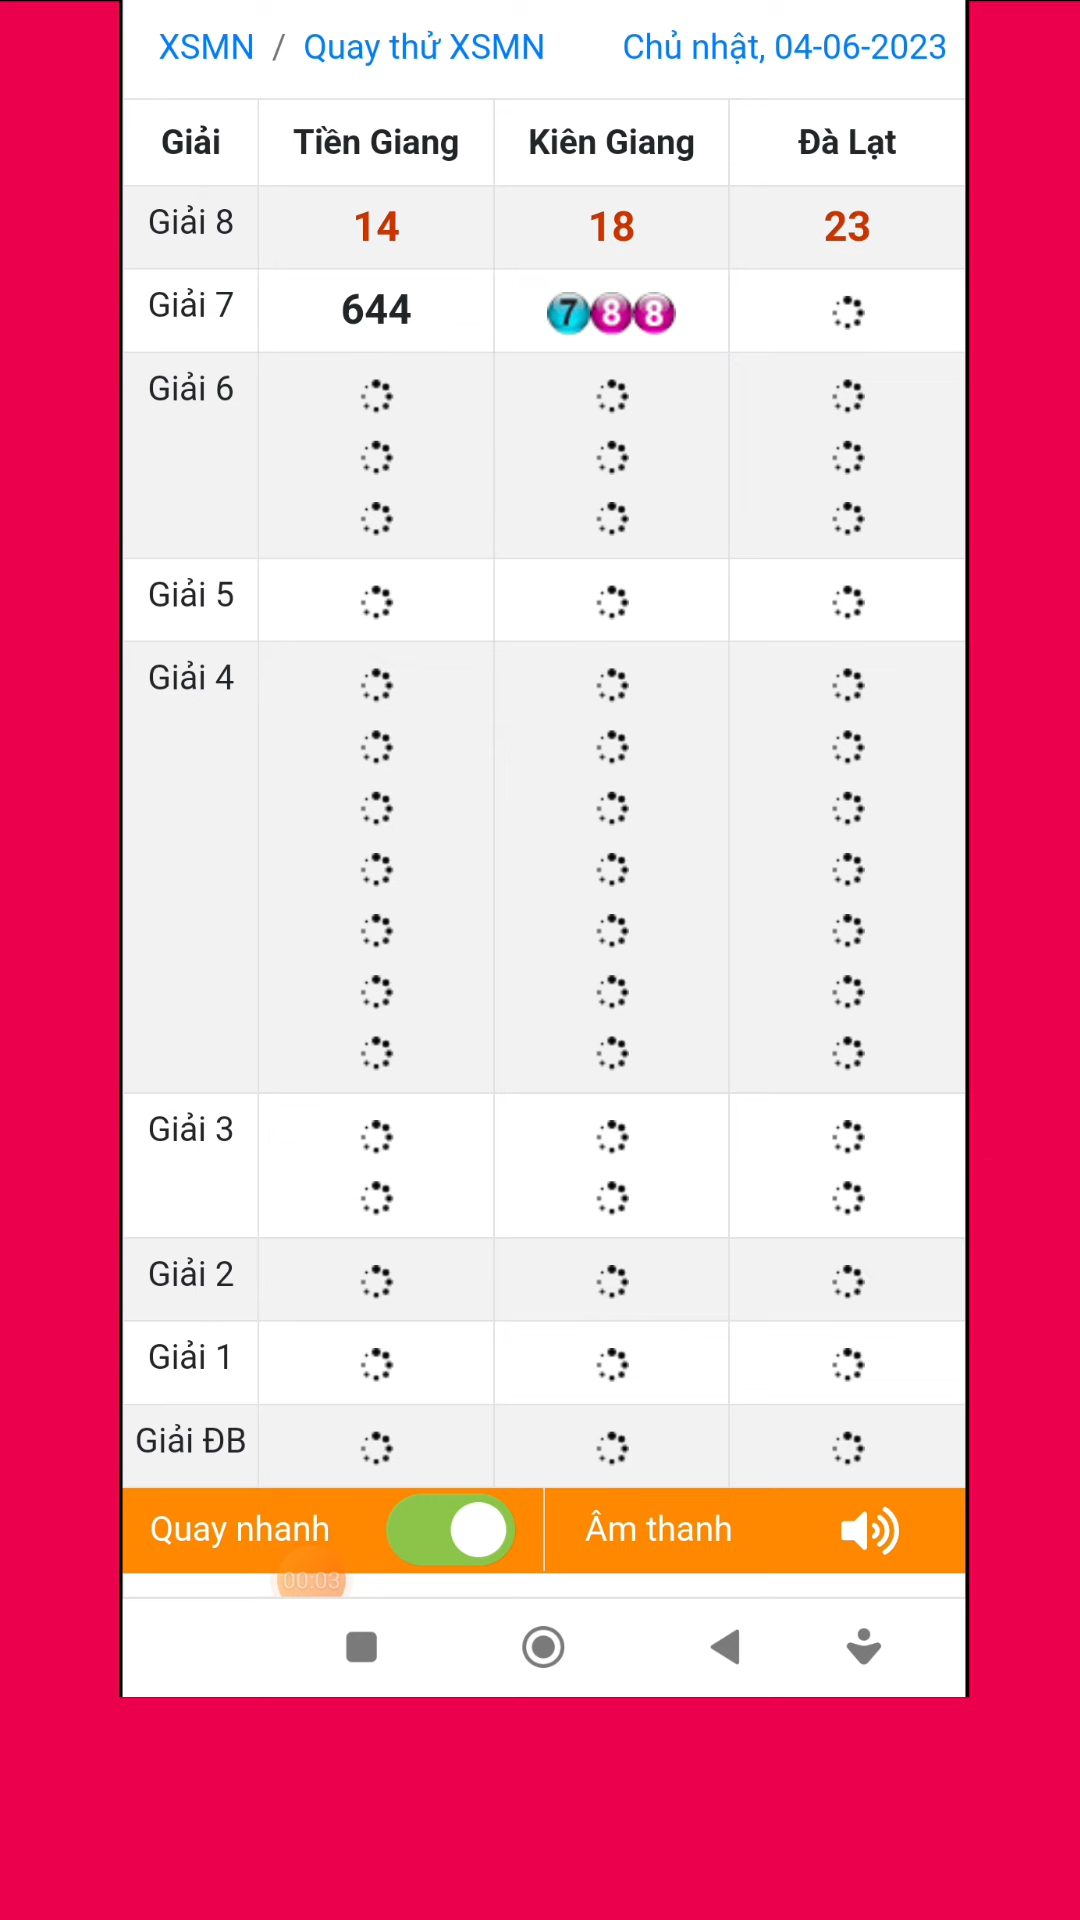 XSMN / Quay thử XSMN Chủ nhật, 04-06-2023
Giải Tiền Giang Kiên Giang Đà Lạt
Giải 8 14 18 23
Giải 7 644 788
Giải 6
Giải 5
Giải 4
Giải 3
Giải 2
Giải 1
Giải ĐB
Quay nhanh Âm thanh
00:03